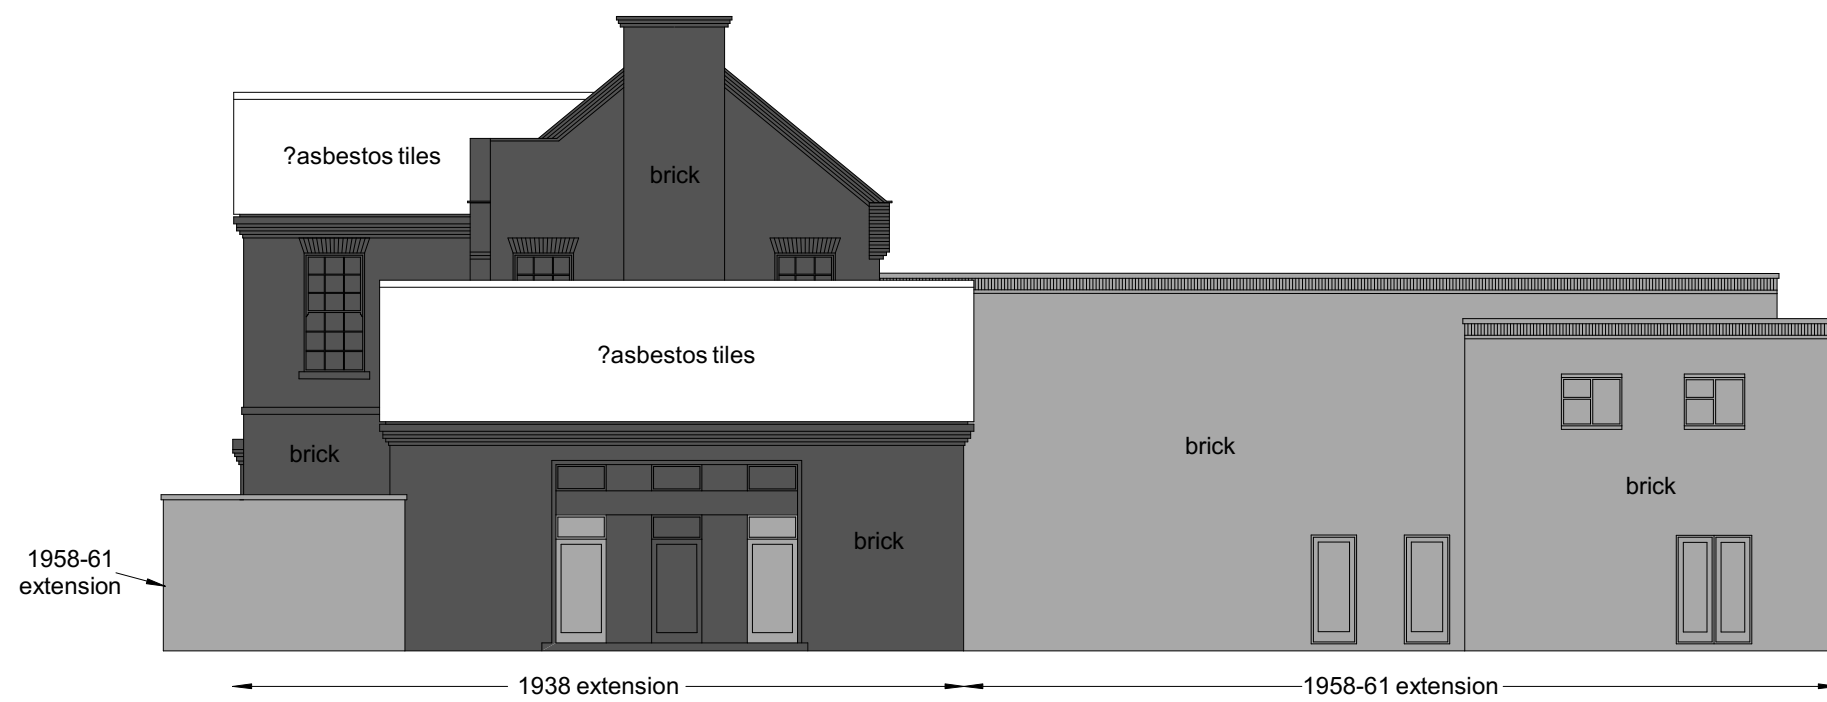 ?asbestos tiles
brick
?asbestos tiles
brick
brick
brick
brick
1958-61
extension
1938 extension
1958-61 extension